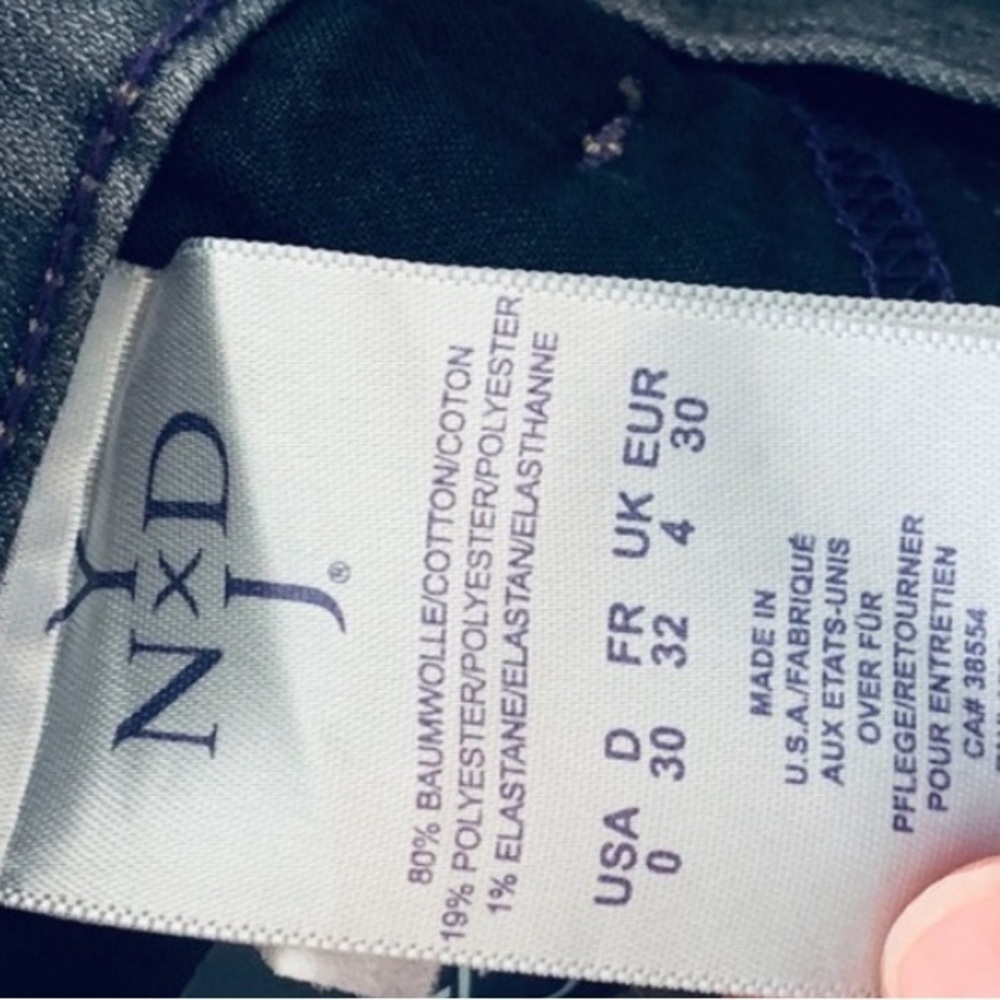 Y
N x D
J®
80% BAUMWOLLE/COTTON/COTON
19% POLYESTER/POLYESTER/POLYESTER
1% ELASTANE/ELASTAN/ELASTHANNE
USA D FR UK EUR
0 30 32 4 30
MADE IN
U.S.A./FABRIQUÉ
AUX ETATS-UNIS
OVER FÜR
PFLEGE/RETOURNER
POUR ENTRETIEN
CA# 38554